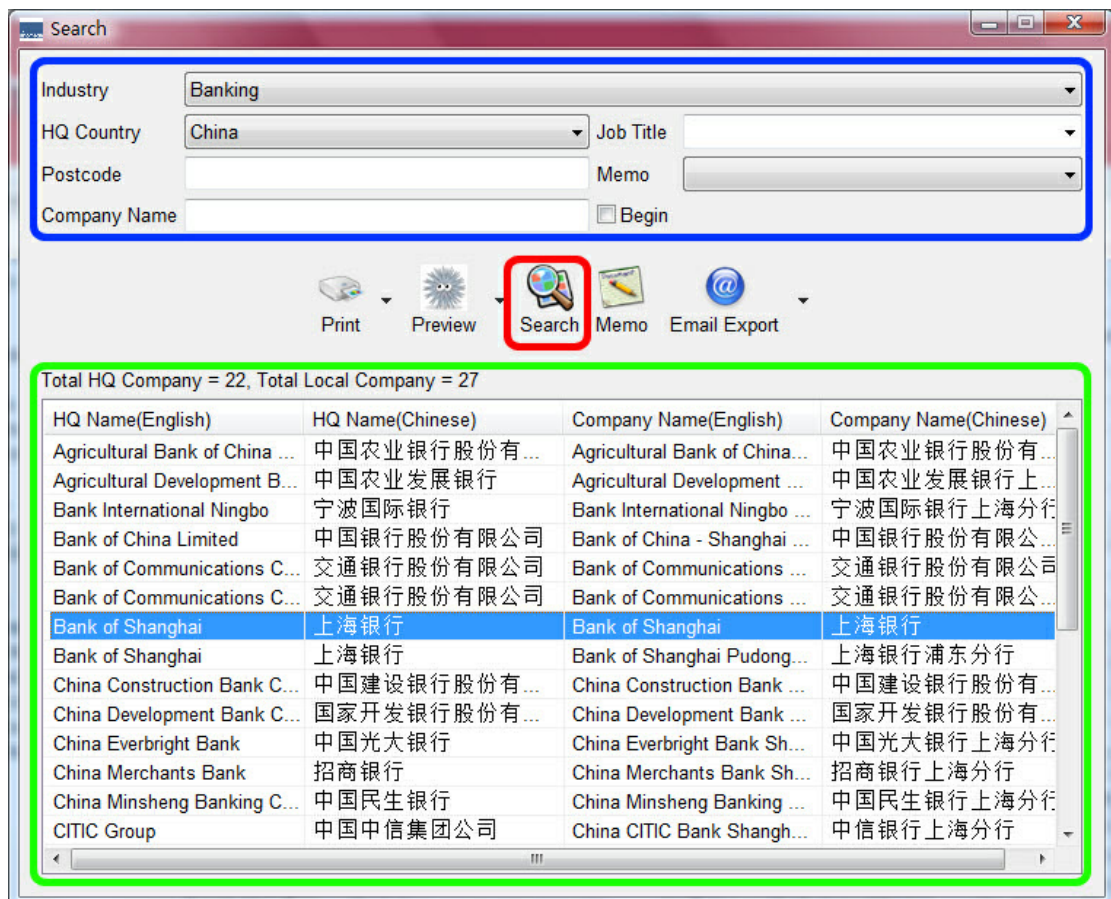 Search
Industry Banking
HQ Country China Job Title
Postcode Memo
Company Name Begin
Print Preview Search Memo Email Export
Total HQ Company = 22, Total Local Company = 27
HQ Name(English) HQ Name(Chinese) Company Name(English) Company Name(Chinese)
Agricultural Bank of China ... 中国农业银行股份有... Agricultural Bank of China... 中国农业银行股份有...
Agricultural Development B... 中国农业发展银行 Agricultural Development ... 中国农业发展银行上...
Bank International Ningbo 宁波国际银行 Bank International Ningbo ... 宁波国际银行上海分行
Bank of China Limited 中国银行股份有限公司 Bank of China - Shanghai ... 中国银行股份有限公...
Bank of Communications C... 交通银行股份有限公司 Bank of Communications ... 交通银行股份有限公司
Bank of Communications C... 交通银行股份有限公司 Bank of Communications ... 交通银行股份有限公...
Bank of Shanghai 上海银行 Bank of Shanghai 上海银行
Bank of Shanghai 上海银行 Bank of Shanghai Pudong... 上海银行浦东分行
China Construction Bank C... 中国建设银行股份有... China Construction Bank ... 中国建设银行股份有...
China Development Bank C... 国家开发银行股份有... China Development Bank ... 国家开发银行股份有...
China Everbright Bank 中国光大银行 China Everbright Bank Sh... 中国光大银行上海分行
China Merchants Bank 招商银行 China Merchants Bank Sh... 招商银行上海分行
China Minsheng Banking C... 中国民生银行 China Minsheng Banking ... 中国民生银行上海分行
CITIC Group 中国中信集团公司 China CITIC Bank Shangh... 中信银行上海分行